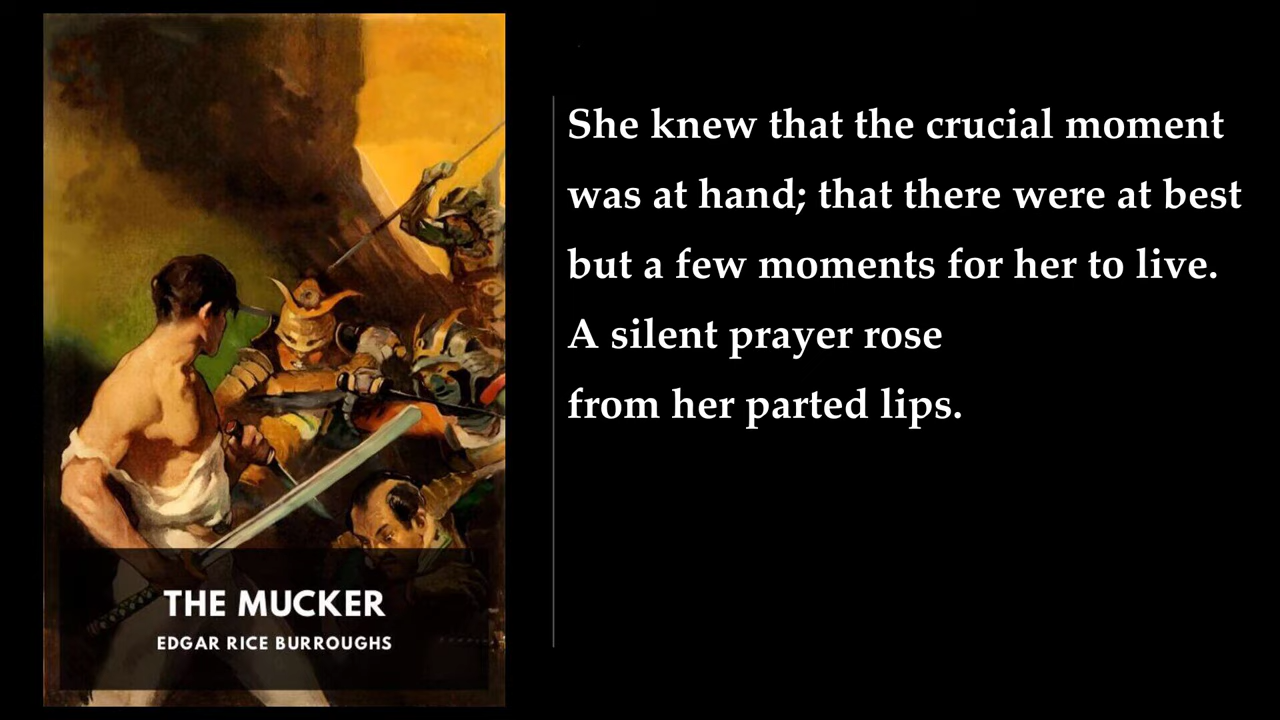 THE MUCKER
EDGAR RICE BURROUGHS
She knew that the crucial moment
was at hand; that there were at best
but a few moments for her to live.
A silent prayer rose
from her parted lips.